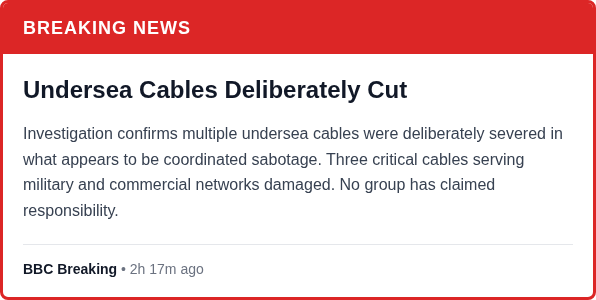 BREAKING NEWS
Undersea Cables Deliberately Cut
Investigation confirms multiple undersea cables were deliberately severed in
what appears to be coordinated sabotage. Three critical cables serving
military and commercial networks damaged. No group has claimed
responsibility.
BBC Breaking • 2h 17m ago